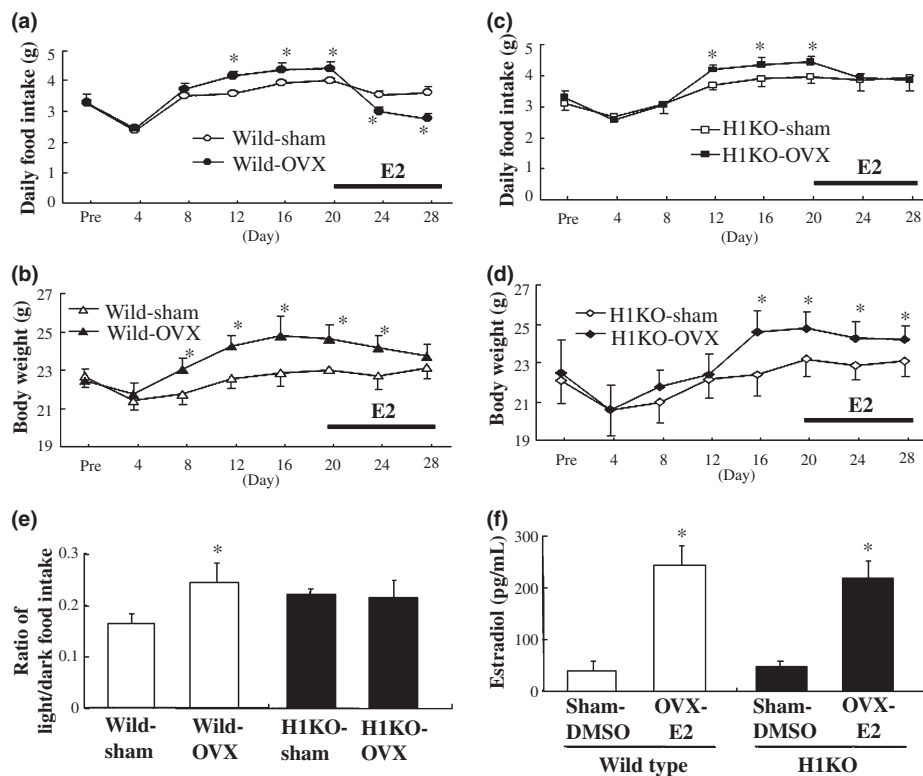 (a)
Daily food intake (g)
5
4
3
2
1
0
Wild-sham
Wild-OVX
E2
* * * * *
Pre 4 8 12 16 20 24 28
(Day)
(b)
Body weight (g)
27
25
23
21
19
Wild-sham
Wild-OVX
E2
* * * * *
Pre 4 8 12 16 20 24 28
(Day)
(c)
Daily food intake (g)
5
4
3
2
1
0
H1KO-sham
H1KO-OVX
E2
* * *
Pre 4 8 12 16 20 24 28
(Day)
(d)
Body weight (g)
27
25
23
21
19
H1KO-sham
H1KO-OVX
E2
* * * *
Pre 4 8 12 16 20 24 28
(Day)
(e)
Ratio of
light/dark food intake
0.3
0.2
0.1
0
*
Wild-
sham
Wild-
OVX
H1KO-
sham
H1KO-
OVX
(f)
Estradiol (pg/mL)
300
200
100
0
* *
Sham-
DMSO
OVX-
E2
Sham-
DMSO
OVX-
E2
Wild type
H1KO